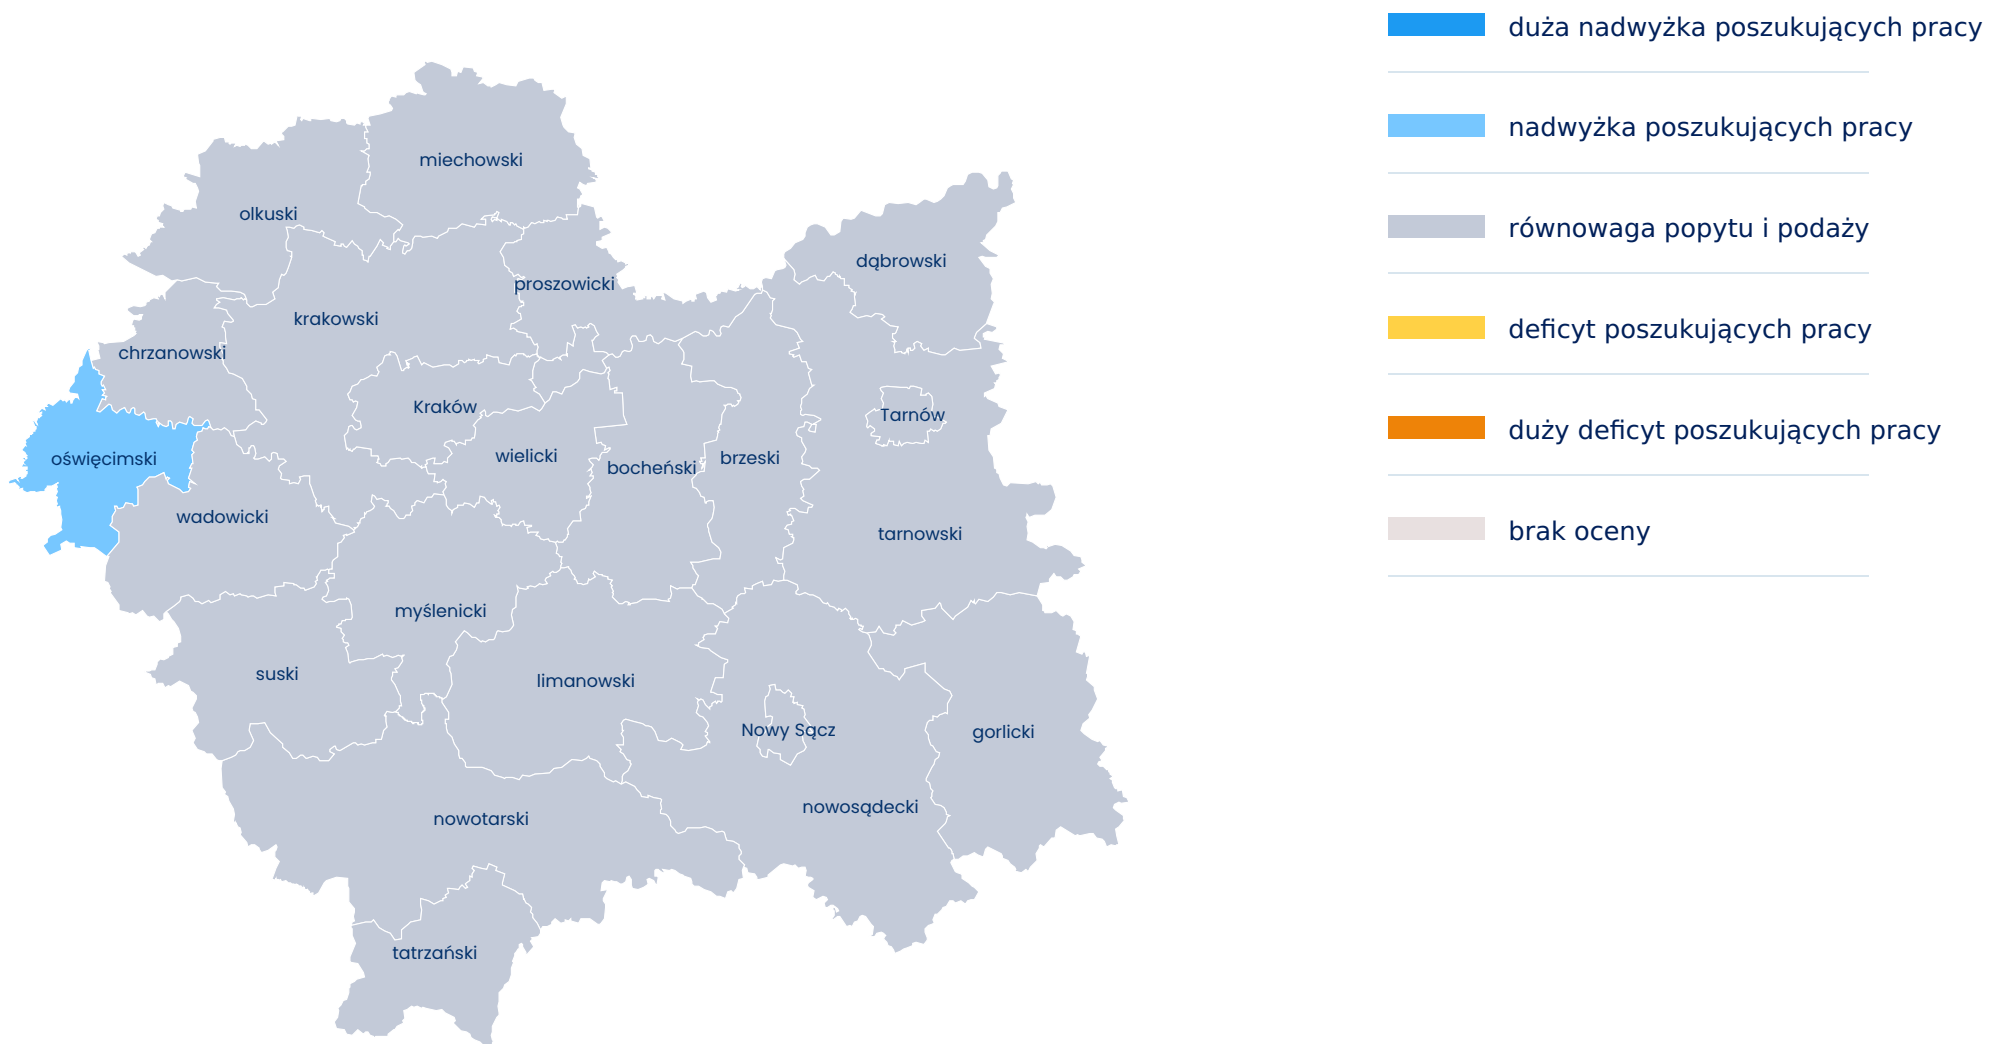 duża nadwyżka poszukujących pracy
nadwyżka poszukujących pracy
równowaga popytu i podaży
deficyt poszukujących pracy
duży deficyt poszukujących pracy
brak oceny
miechowski
olkuski
dąbrowski
proszowicki
krakowski
chrzanowski
Kraków
Tarnów
oświęcimski
wielicki
bocheński
brzeski
wadowicki
tarnowski
myślenicki
suski
limanowski
Nowy Sącz
gorlicki
nowosądecki
nowotarski
tatrzański